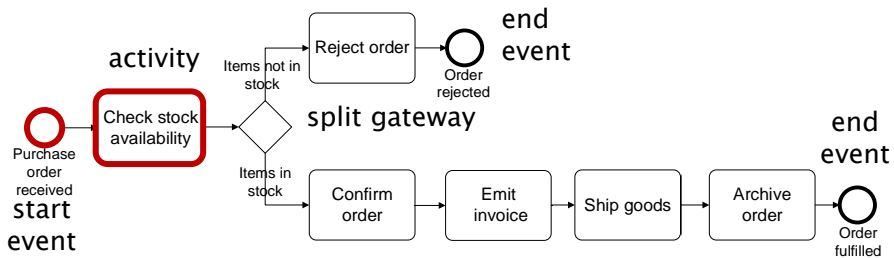 activity
Check stock
availability
Purchase
order
received
start
event
Items not in
stock
Reject order
Order
rejected
end
event
split gateway
Items in
stock
Confirm
order
Emit
invoice
Ship goods
Archive
order
end
event
Order
fulfilled